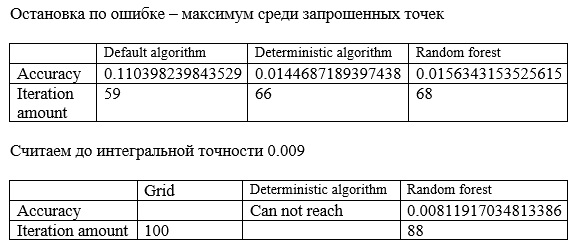 Остановка по ошибке – максимум среди запрошенных точек
Default algorithm Deterministic algorithm Random forest
Accuracy 0.110398239843529 0.0144687189397438 0.0156343153525615
Iteration amount 59 66 68
Считаем до интегральной точности 0.009
Grid Deterministic algorithm Random forest
Accuracy Can not reach 0.00811917034813386
Iteration amount 100 88